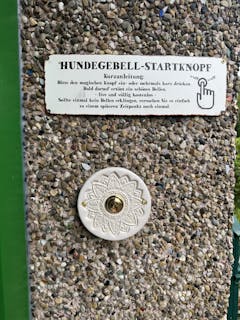 HUNDEGEBELL-STARTKNOPF
Kurzanleitung:
Bitte den magischen Knopf ein- oder mehrmals kurz drücken.
Bald darauf ertönt ein schönes Bellen.
- live und völlig kostenlos -
Sollte einmal kein Bellen erklingen, versuchen Sie es einfach
zu einem späteren Zeitpunkt noch einmal.